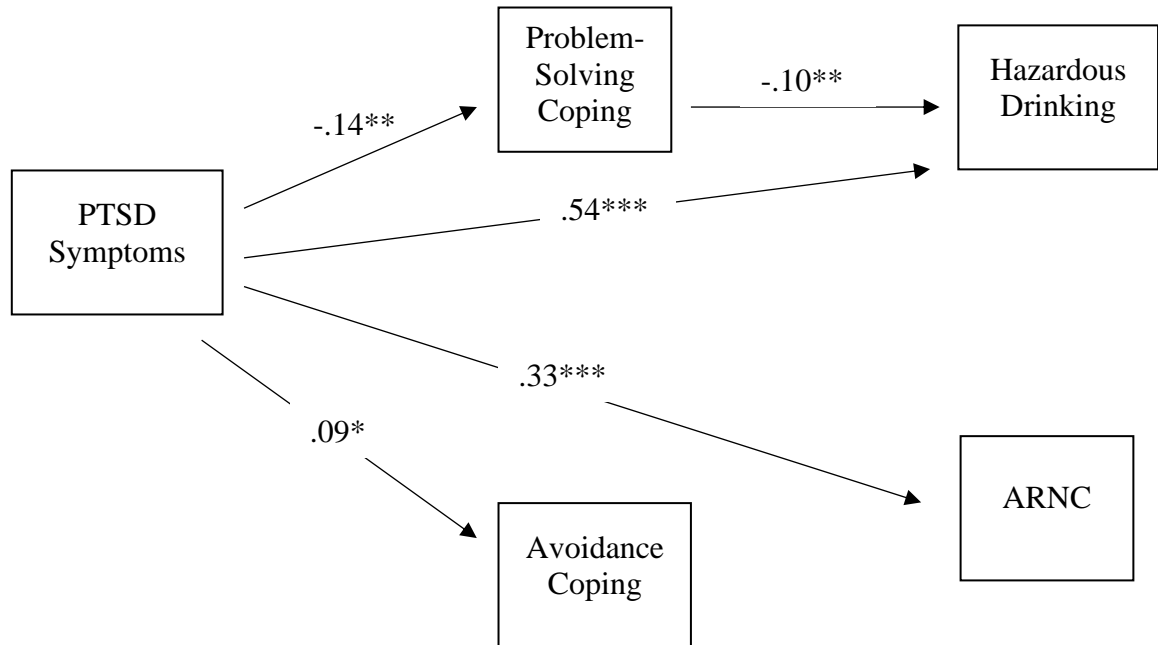 Problem-
Solving
Coping
Hazardous
Drinking
-.10**
-.14**
PTSD
Symptoms
.54***
.33***
.09*
ARNC
Avoidance
Coping